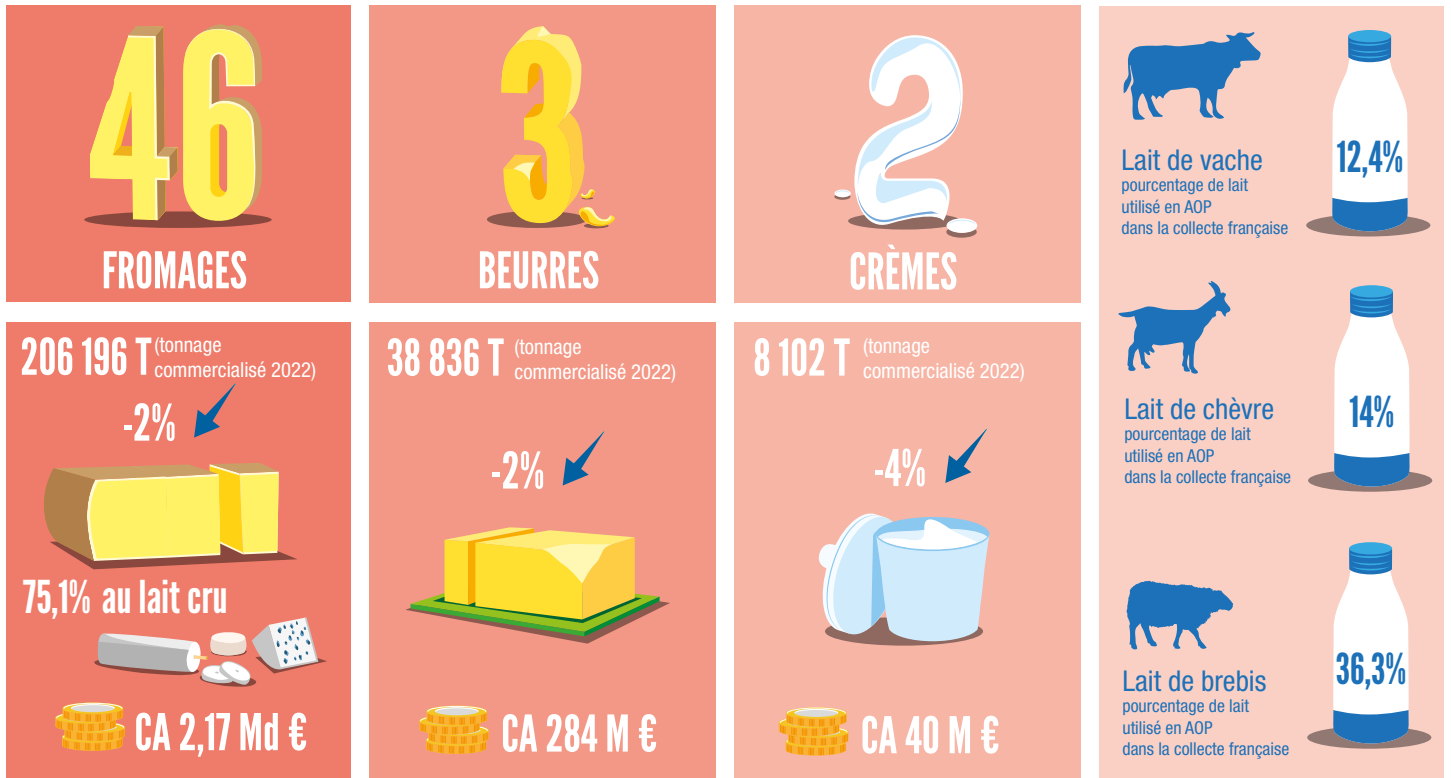 46
FROMAGES
3
BEURRES
2
CRÈMES
206 196 T (tonnage
commercialisé 2022)
-2%
75,1% au lait cru
CA 2,17 Md €
38 836 T (tonnage
commercialisé 2022)
-2%
CA 284 M €
8 102 T (tonnage
commercialisé 2022)
-4%
CA 40 M €
Lait de vache
pourcentage de lait
utilisé en AOP
dans la collecte française
12,4%
Lait de chèvre
pourcentage de lait
utilisé en AOP
dans la collecte française
14%
Lait de brebis
pourcentage de lait
utilisé en AOP
dans la collecte française
36,3%